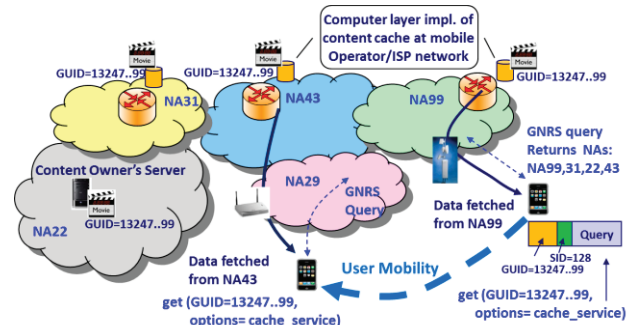 Computer layer impl. of
content cache at mobile
Operator/ISP network
Movie
GUID=13247..99
Movie
GUID=13247..99
Movie
GUID=13247..99
NA31
NA43
NA99
GNRS query
Returns NAs:
NA99,31,22,43
Content Owner's Server
Movie
GUID=13247..99
NA22
NA29
GNRS
Query
Data fetched
from NA99
Query
SID=128
GUID=13247..99
Data fetched
from NA43
User Mobility
get (GUID=13247..99,
options= cache_service)
get (GUID=13247..99,
options= cache_service)